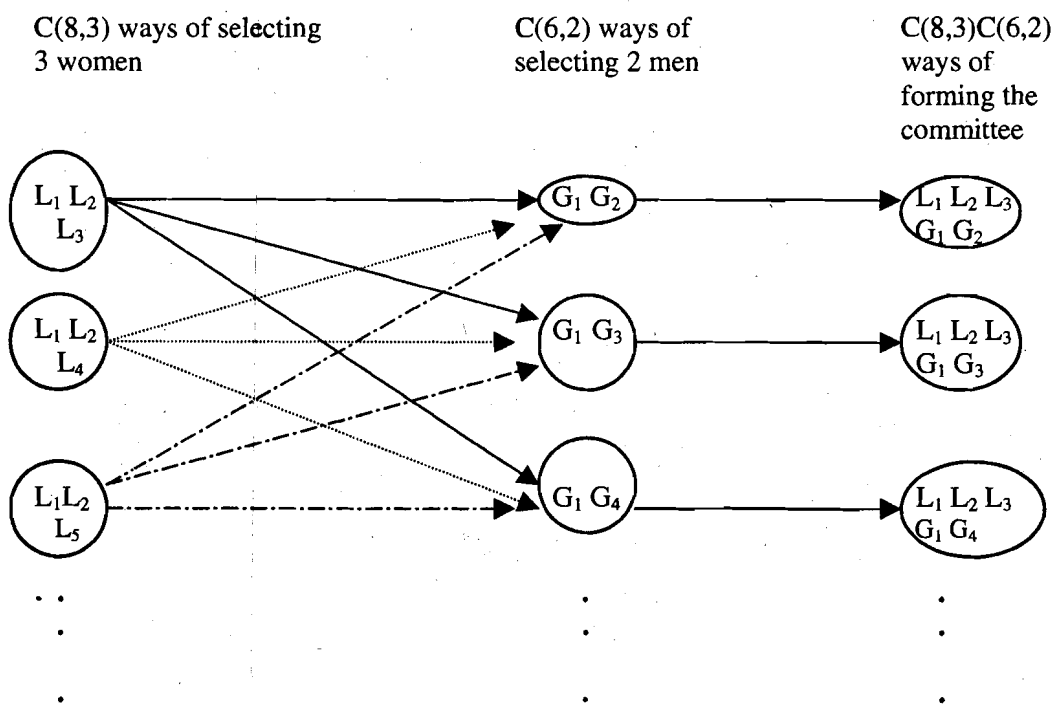 C(8,3) ways of selecting
3 women
C(6,2) ways of
selecting 2 men
C(8,3)C(6,2)
ways of
forming the
committee
L₁ L₂
L₃
G₁ G₂
L₁ L₂ L₃
G₁ G₂
L₁ L₂
L₄
G₁ G₃
L₁ L₂ L₃
G₁ G₃
L₁L₂
L₅
G₁ G₄
L₁ L₂ L₃
G₁ G₄